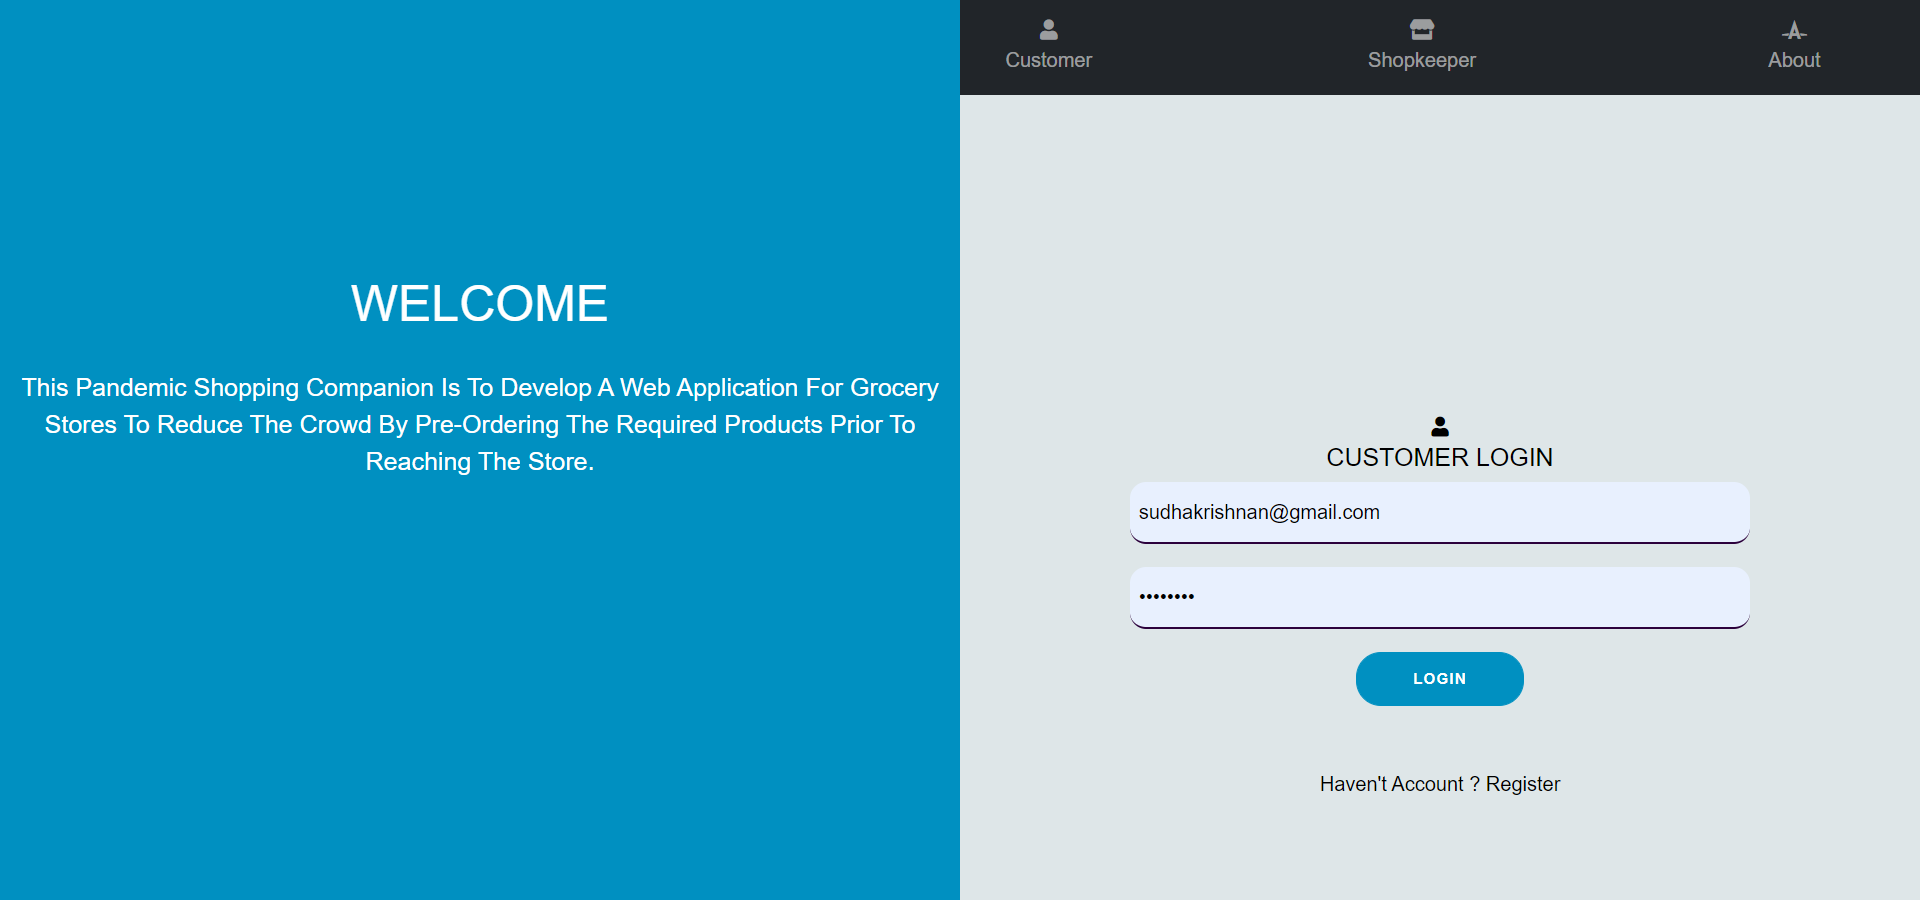 WELCOME
This Pandemic Shopping Companion Is To Develop A Web Application For Grocery
Stores To Reduce The Crowd By Pre-Ordering The Required Products Prior To
Reaching The Store.
Customer
Shopkeeper
About
CUSTOMER LOGIN
sudhakrishnan@gmail.com
••••••••
LOGIN
Haven't Account ? Register